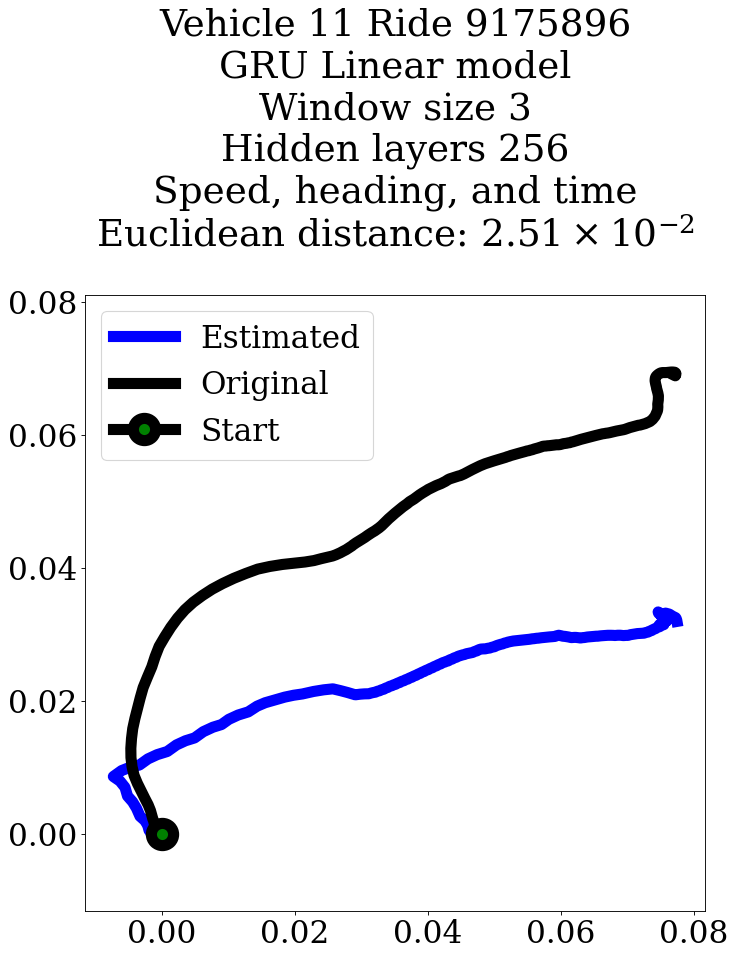 Vehicle 11 Ride 9175896
GRU Linear model
Window size 3
Hidden layers 256
Speed, heading, and time
Euclidean distance: 2.51 × 10⁻²
0.08
Estimated
Original
Start
0.06
0.04
0.02
0.00
0.00 0.02 0.04 0.06 0.08